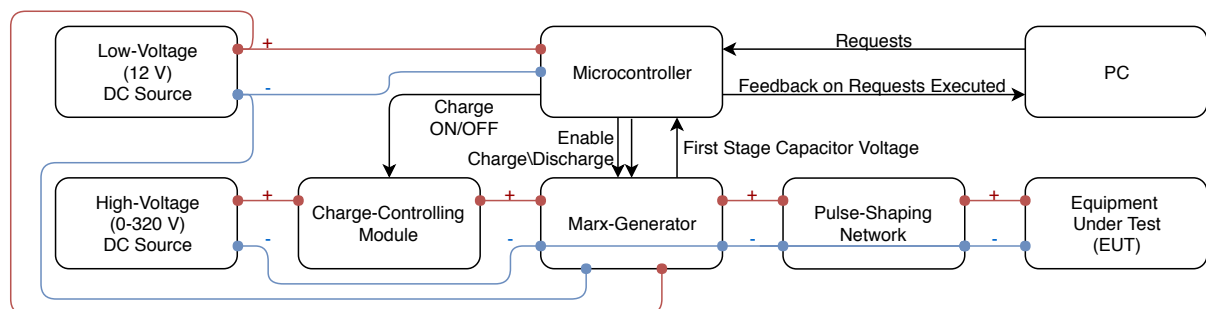 Low-Voltage
(12 V)
DC Source
+
-
Microcontroller
Requests
Feedback on Requests Executed
PC
Charge
ON/OFF
Enable
Charge\Discharge
First Stage Capacitor Voltage
High-Voltage
(0-320 V)
DC Source
+
-
Charge-Controlling
Module
+
-
Marx-Generator
+
-
Pulse-Shaping
Network
+
-
Equipment
Under Test
(EUT)